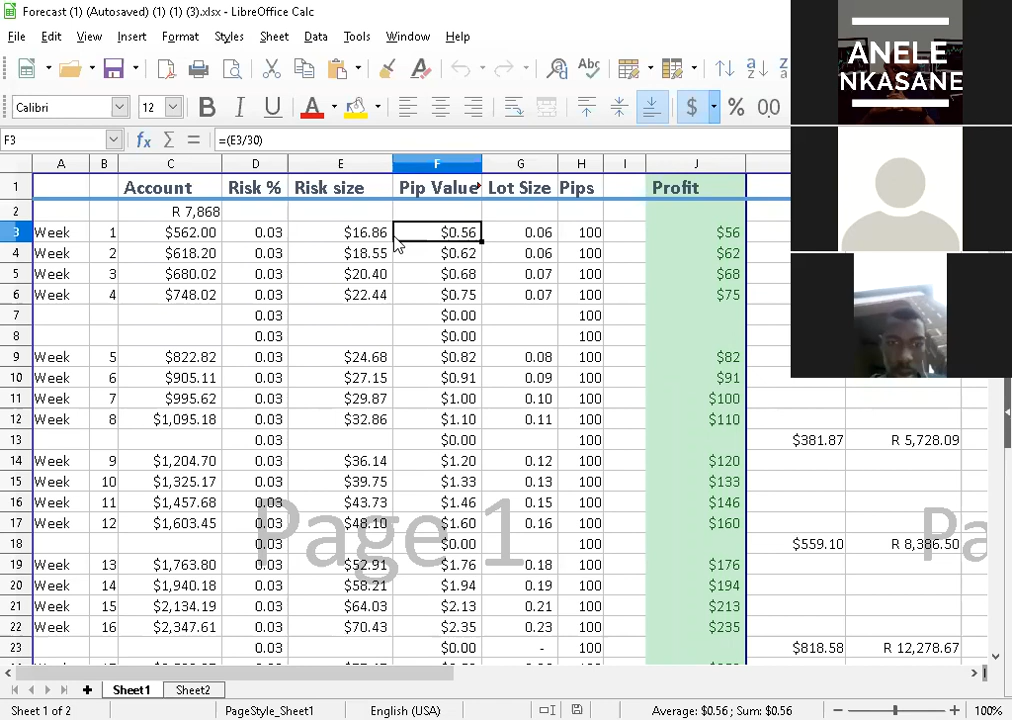 Forecast (1) (Autosaved) (1) (1) (3).xlsx - LibreOffice Calc
File Edit View Insert Format Styles Sheet Data Tools Window Help
Calibri 12 B I U A $ % 0.0
F3 fx Σ = =(E3/30)
A B C D E F G H I J
1 Account Risk % Risk size Pip Value Lot Size Pips Profit
2 R 7,868
3 Week 1 $562.00 0.03 $16.86 $0.56 0.06 100 $56
4 Week 2 $618.20 0.03 $18.55 $0.62 0.06 100 $62
5 Week 3 $680.02 0.03 $20.40 $0.68 0.07 100 $68
6 Week 4 $748.02 0.03 $22.44 $0.75 0.07 100 $75
7 0.03 $0.00 100
8 0.03 $0.00 100
9 Week 5 $822.82 0.03 $24.68 $0.82 0.08 100 $82
10 Week 6 $905.11 0.03 $27.15 $0.91 0.09 100 $91
11 Week 7 $995.62 0.03 $29.87 $1.00 0.10 100 $100
12 Week 8 $1,095.18 0.03 $32.86 $1.10 0.11 100 $110
13 0.03 $0.00 100 $381.87 R 5,728.09
14 Week 9 $1,204.70 0.03 $36.14 $1.20 0.12 100 $120
15 Week 10 $1,325.17 0.03 $39.75 $1.33 0.13 100 $133
16 Week 11 $1,457.68 0.03 $43.73 $1.46 0.15 100 $146
17 Week 12 $1,603.45 0.03 $48.10 $1.60 0.16 100 $160
Page 1
18 0.03 $0.00 100 $559.10 R 8,386.50
19 Week 13 $1,763.80 0.03 $52.91 $1.76 0.18 100 $176
20 Week 14 $1,940.18 0.03 $58.21 $1.94 0.19 100 $194
21 Week 15 $2,134.19 0.03 $64.03 $2.13 0.21 100 $213
22 Week 16 $2,347.61 0.03 $70.43 $2.35 0.23 100 $235
23 0.03 $0.00 - 100 $818.58 R 12,278.67
Sheet1 Sheet2
Sheet 1 of 2 PageStyle_Sheet1 English (USA) Average: $0.56; Sum: $0.56 100%
ANELE
NKASANE